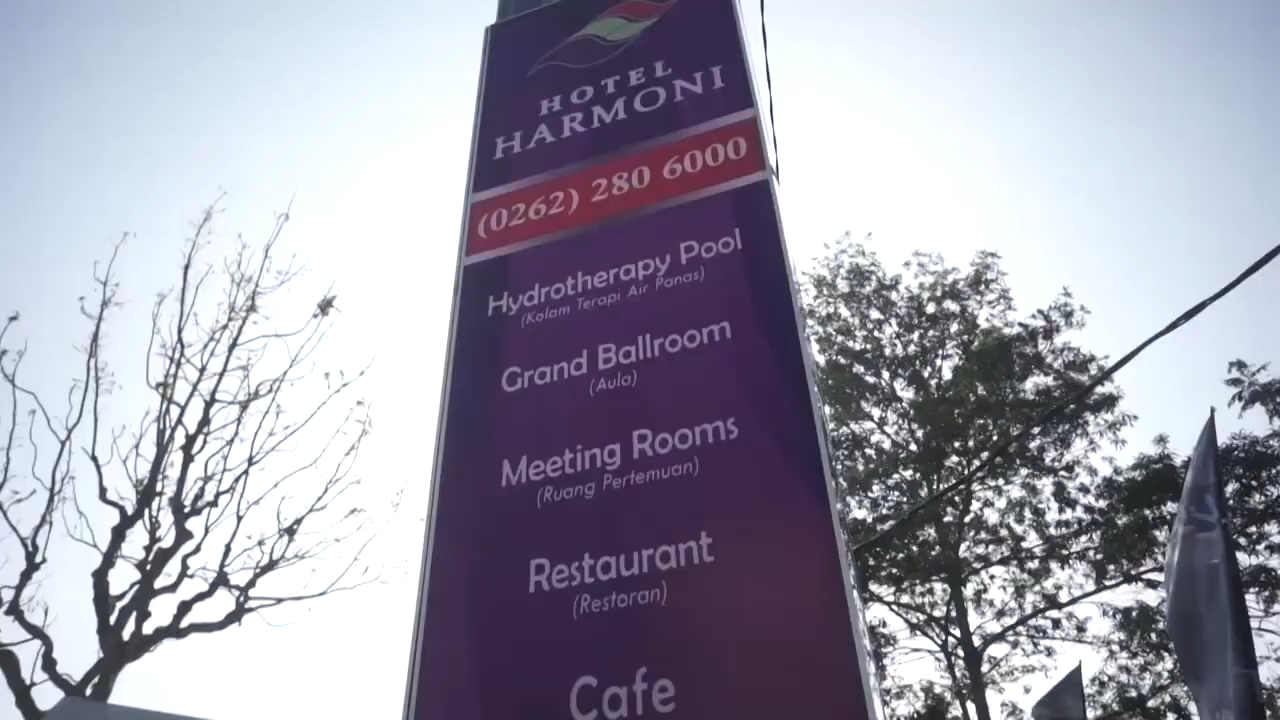 HOTEL
HARMONI
(0262) 280 6000
Hydrotherapy Pool
(Kolam Terapi Air Panas)
Grand Ballroom
(Aula)
Meeting Rooms
(Ruang Pertemuan)
Restaurant
(Restoran)
Cafe